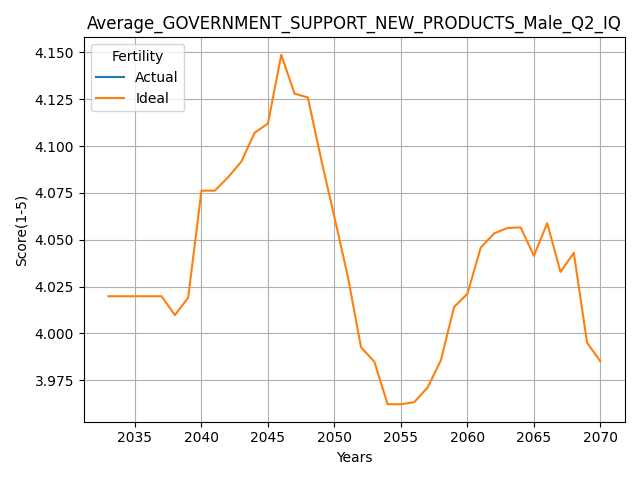 Average_GOVERNMENT_SUPPORT_NEW_PRODUCTS_Male_Q2_IQ
Fertility
Actual
Ideal
4.150
4.125
4.100
4.075
4.050
4.025
4.000
3.975
Score(1-5)
2035 2040 2045 2050 2055 2060 2065 2070
Years